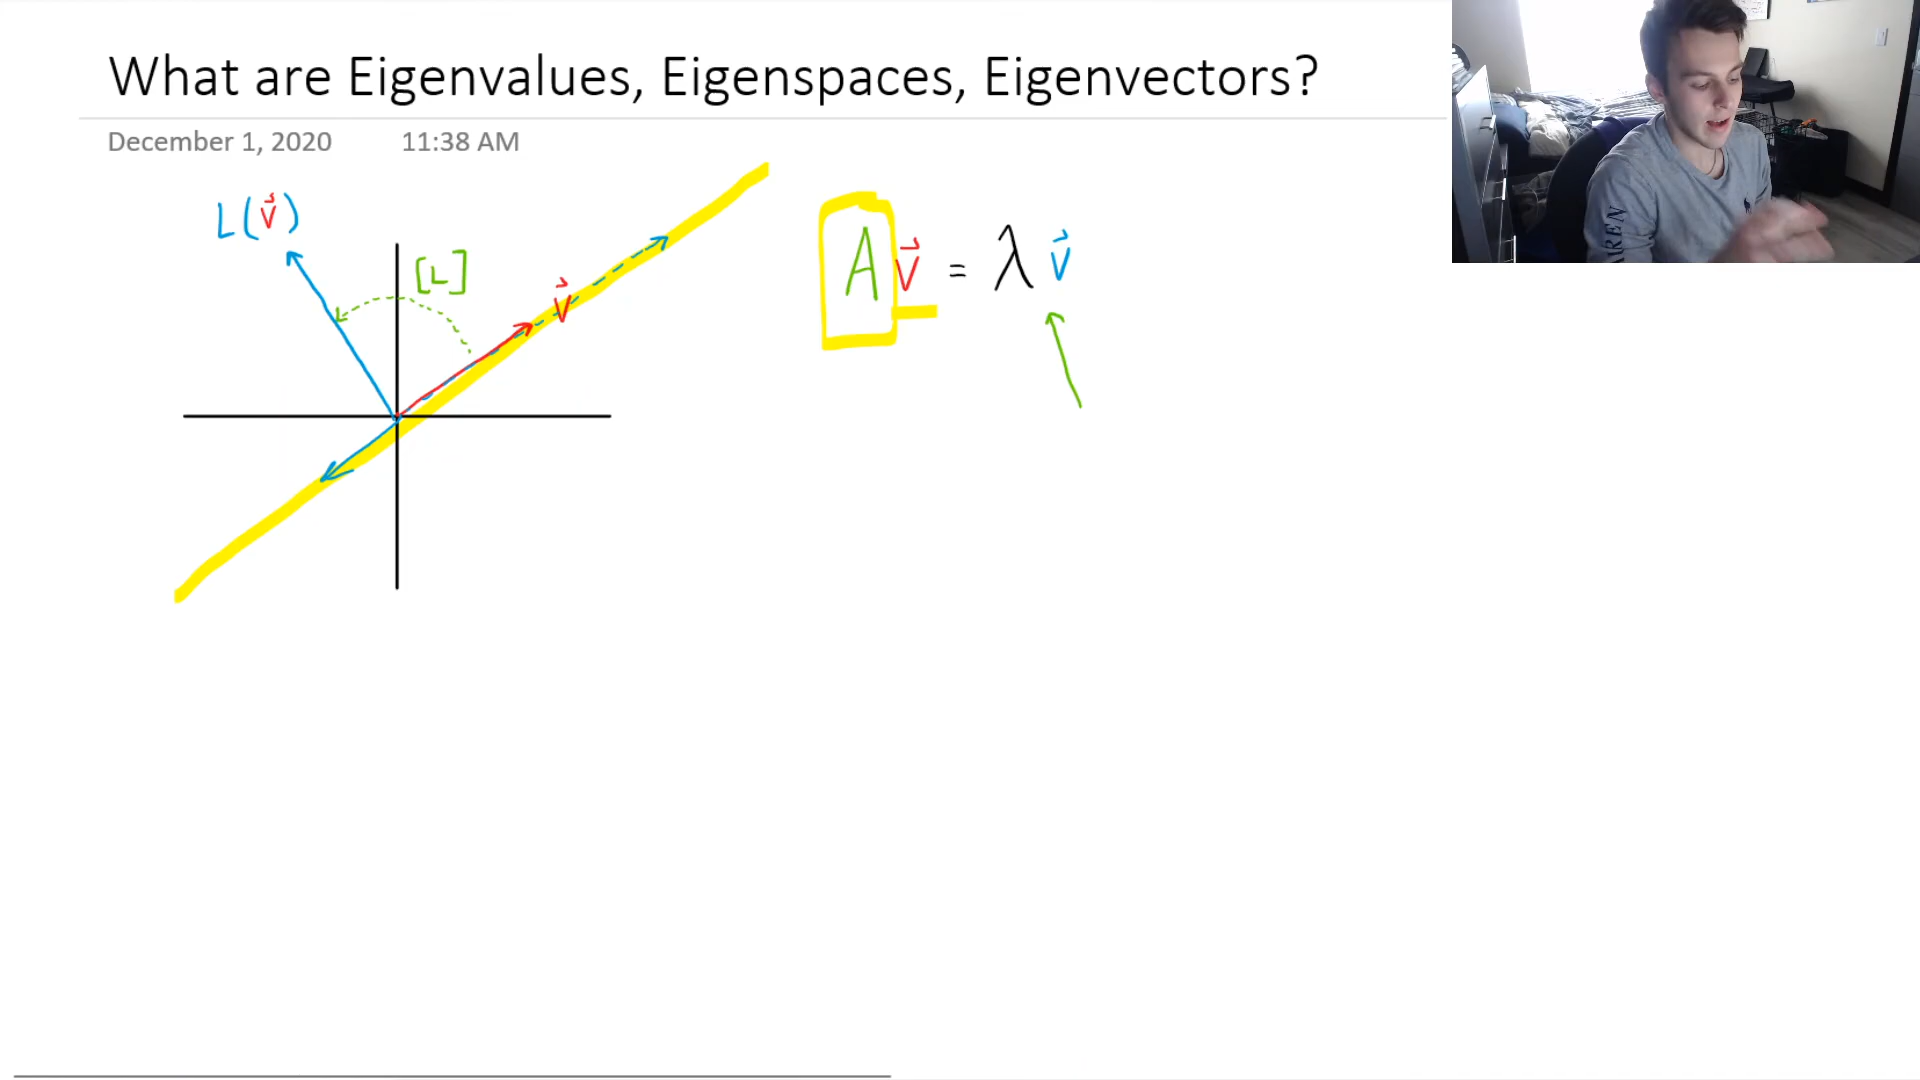 What are Eigenvalues, Eigenspaces, Eigenvectors?
December 1, 2020 11:38 AM
L(v⃗)
[L]
v⃗
Av⃗ = λv⃗